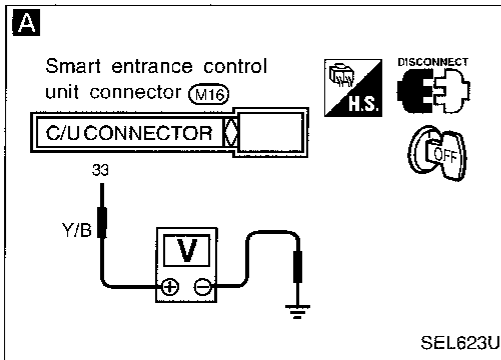 A
Smart entrance control
unit connector M16
DISCONNECT
H.S.
C/U CONNECTOR
OFF
33
Y/B
V
+ −
SEL623U